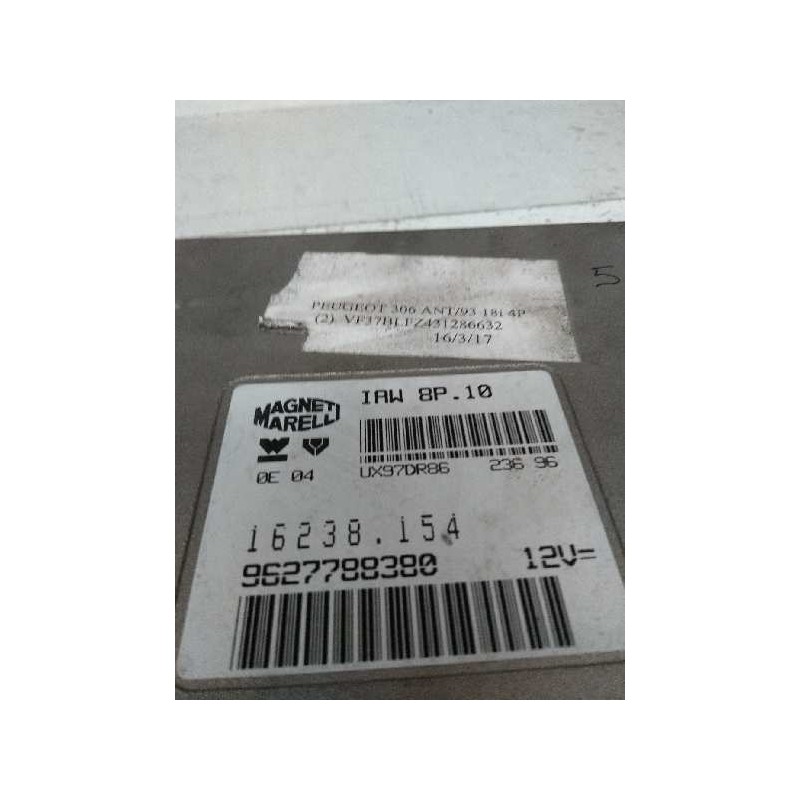 5
PEUGEOT 306 ANT/93 18i 4P
(2) VF37BLFZ431286632
16/3/17
MAGNETI MARELLI
IAW 8P.10
UX97DR86 236 96
0E 04
16238.154
9627788380 12V=